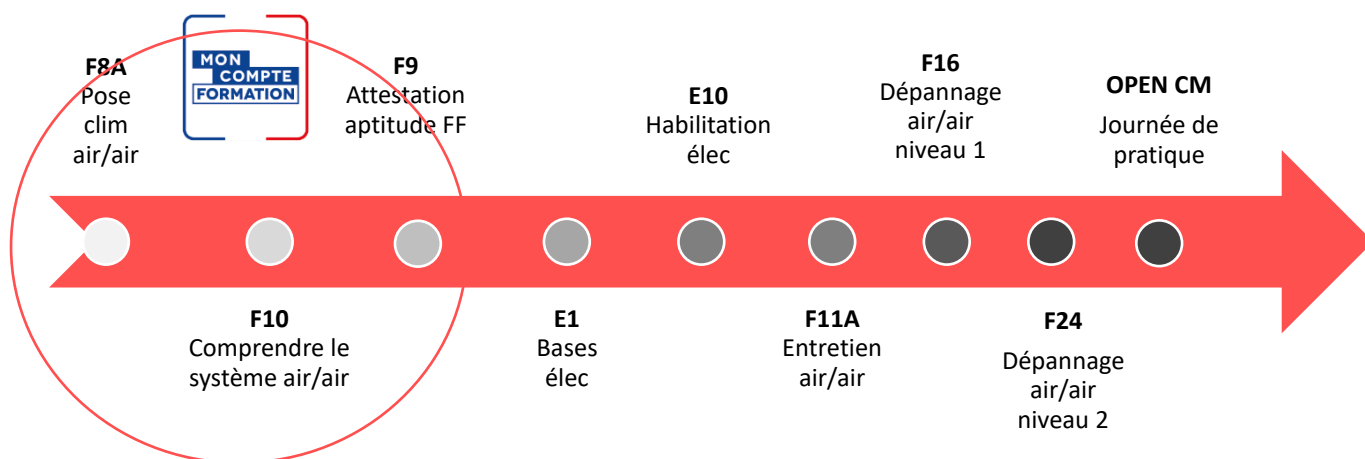 F8A
Pose
clim
air/air
MON
COMPTE
FORMATION
F9
Attestation
aptitude FF
E10
Habilitation
élec
F16
Dépannage
air/air
niveau 1
OPEN CM
Journée de
pratique
F10
Comprendre le
système air/air
E1
Bases
élec
F11A
Entretien
air/air
F24
Dépannage
air/air
niveau 2